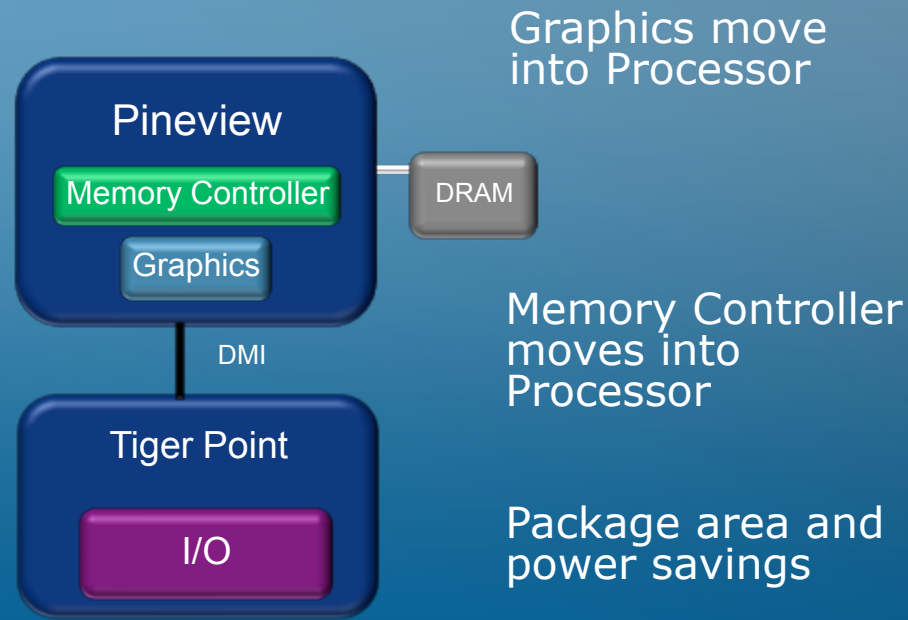 Graphics move
into Processor
Pineview
Memory Controller
DRAM
Graphics
DMI
Memory Controller
moves into
Processor
Tiger Point
I/O
Package area and
power savings